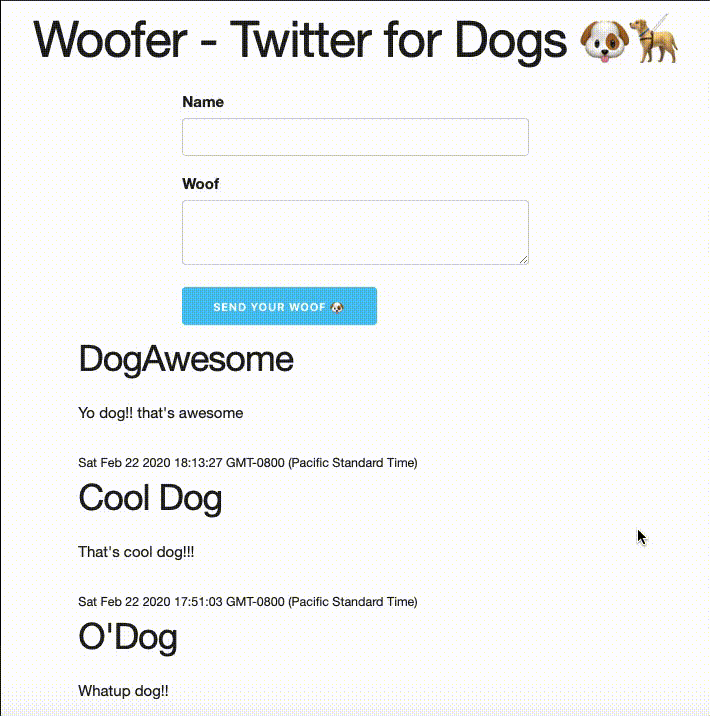 Woofer - Twitter for Dogs 🐶🦮
Name
Woof
SEND YOUR WOOF 🐶
DogAwesome
Yo dog!! that's awesome
Sat Feb 22 2020 18:13:27 GMT-0800 (Pacific Standard Time)
Cool Dog
That's cool dog!!!
Sat Feb 22 2020 17:51:03 GMT-0800 (Pacific Standard Time)
O'Dog
Whatup dog!!